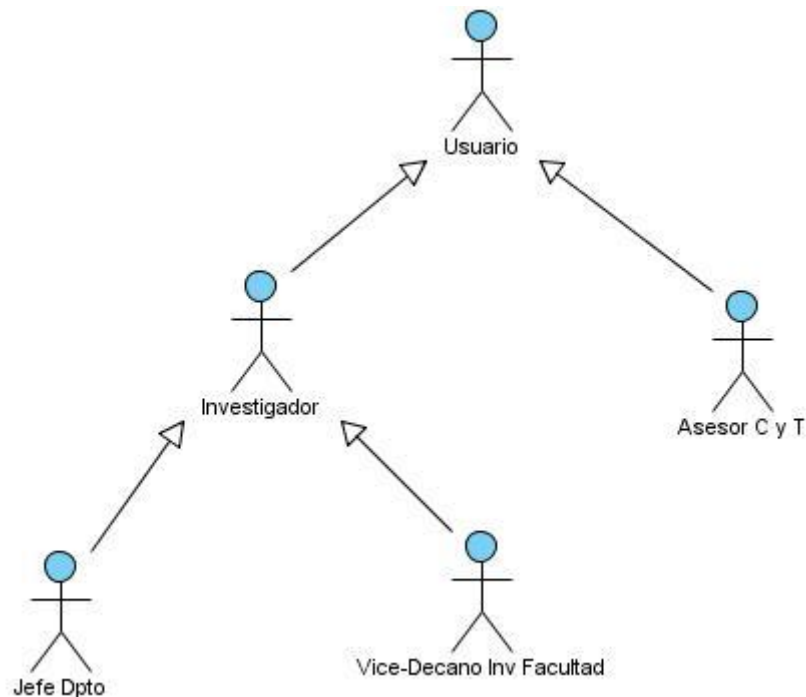 Usuario
Investigador
Asesor C y T
Jefe Dpto
Vice-Decano Inv Facultad